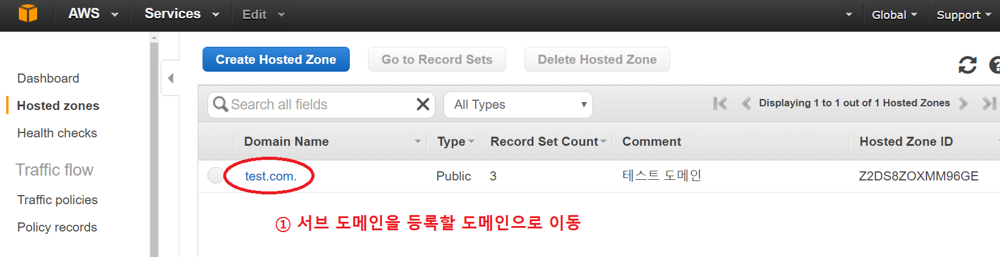 AWS Services Edit Global Support
Create Hosted Zone Go to Record Sets Delete Hosted Zone
Dashboard
Hosted zones
Health checks
Traffic flow
Traffic policies
Policy records
Search all fields All Types Displaying 1 to 1 out of 1 Hosted Zones
Domain Name Type Record Set Count Comment Hosted Zone ID
test.com. Public 3 테스트 도메인 Z2DS8ZOXMM96GE
① 서브 도메인을 등록할 도메인으로 이동